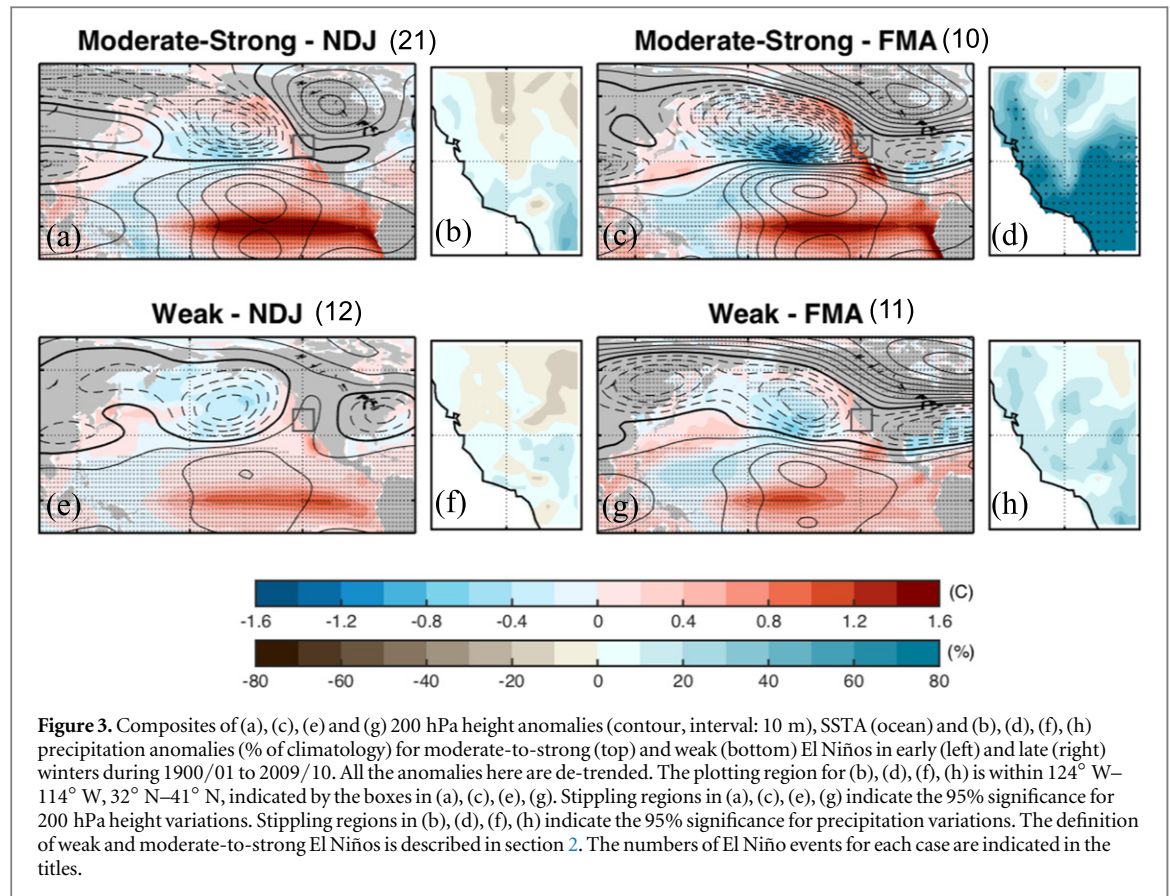 Moderate-Strong - NDJ (21)
Moderate-Strong - FMA (10)
(a)
(b)
(c)
(d)
Weak - NDJ (12)
Weak - FMA (11)
(e)
(f)
(g)
(h)
(C)
-1.6 -1.2 -0.8 -0.4 0 0.4 0.8 1.2 1.6
(%)
-80 -60 -40 -20 0 20 40 60 80
Figure 3. Composites of (a), (c), (e) and (g) 200 hPa height anomalies (contour, interval: 10 m), SSTA (ocean) and (b), (d), (f), (h)
precipitation anomalies (% of climatology) for moderate-to-strong (top) and weak (bottom) El Niños in early (left) and late (right)
winters during 1900/01 to 2009/10. All the anomalies here are de-trended. The plotting region for (b), (d), (f), (h) is within 124° W–
114° W, 32° N–41° N, indicated by the boxes in (a), (c), (e), (g). Stippling regions in (a), (c), (e), (g) indicate the 95% significance for
200 hPa height variations. Stippling regions in (b), (d), (f), (h) indicate the 95% significance for precipitation variations. The definition
of weak and moderate-to-strong El Niños is described in section 2. The numbers of El Niño events for each case are indicated in the
titles.